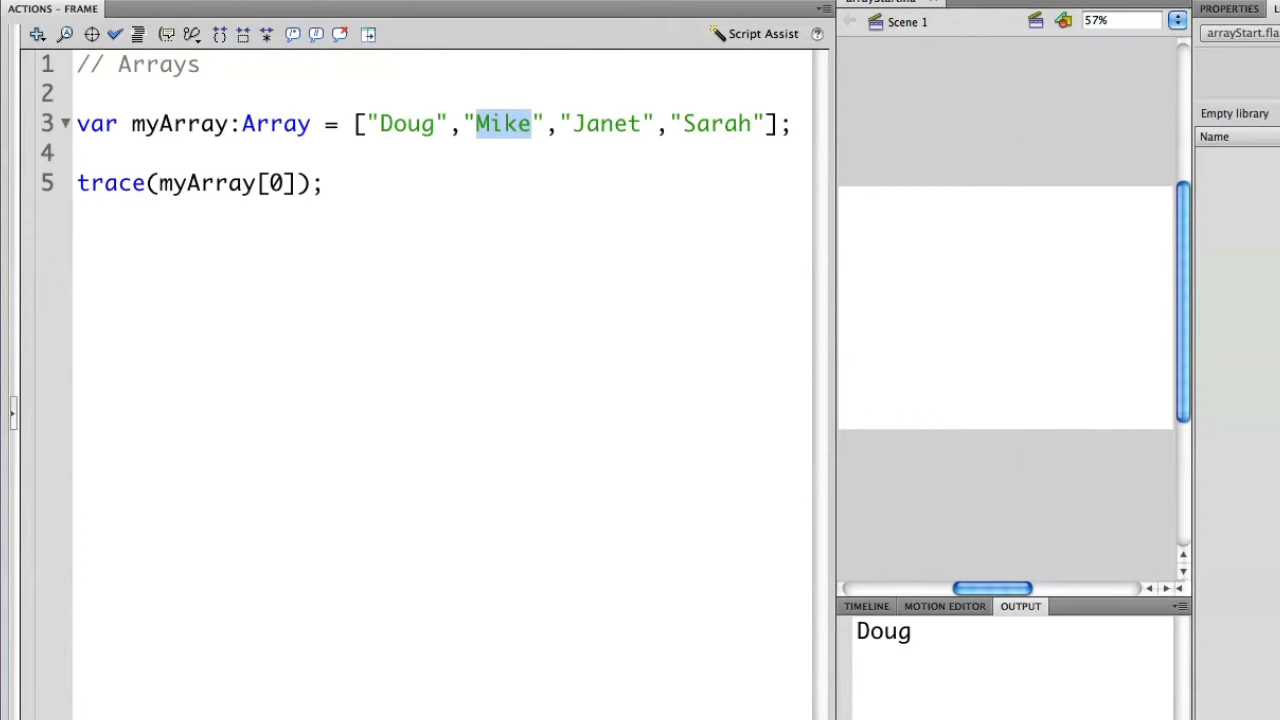 ACTIONS – FRAME
Script Assist
1 // Arrays
2
3 var myArray:Array = ["Doug","Mike","Janet","Sarah"];
4
5 trace(myArray[0]);
Scene 1
57%
TIMELINE MOTION EDITOR OUTPUT
Doug
PROPERTIES L
arrayStart.fla
Empty library
Name